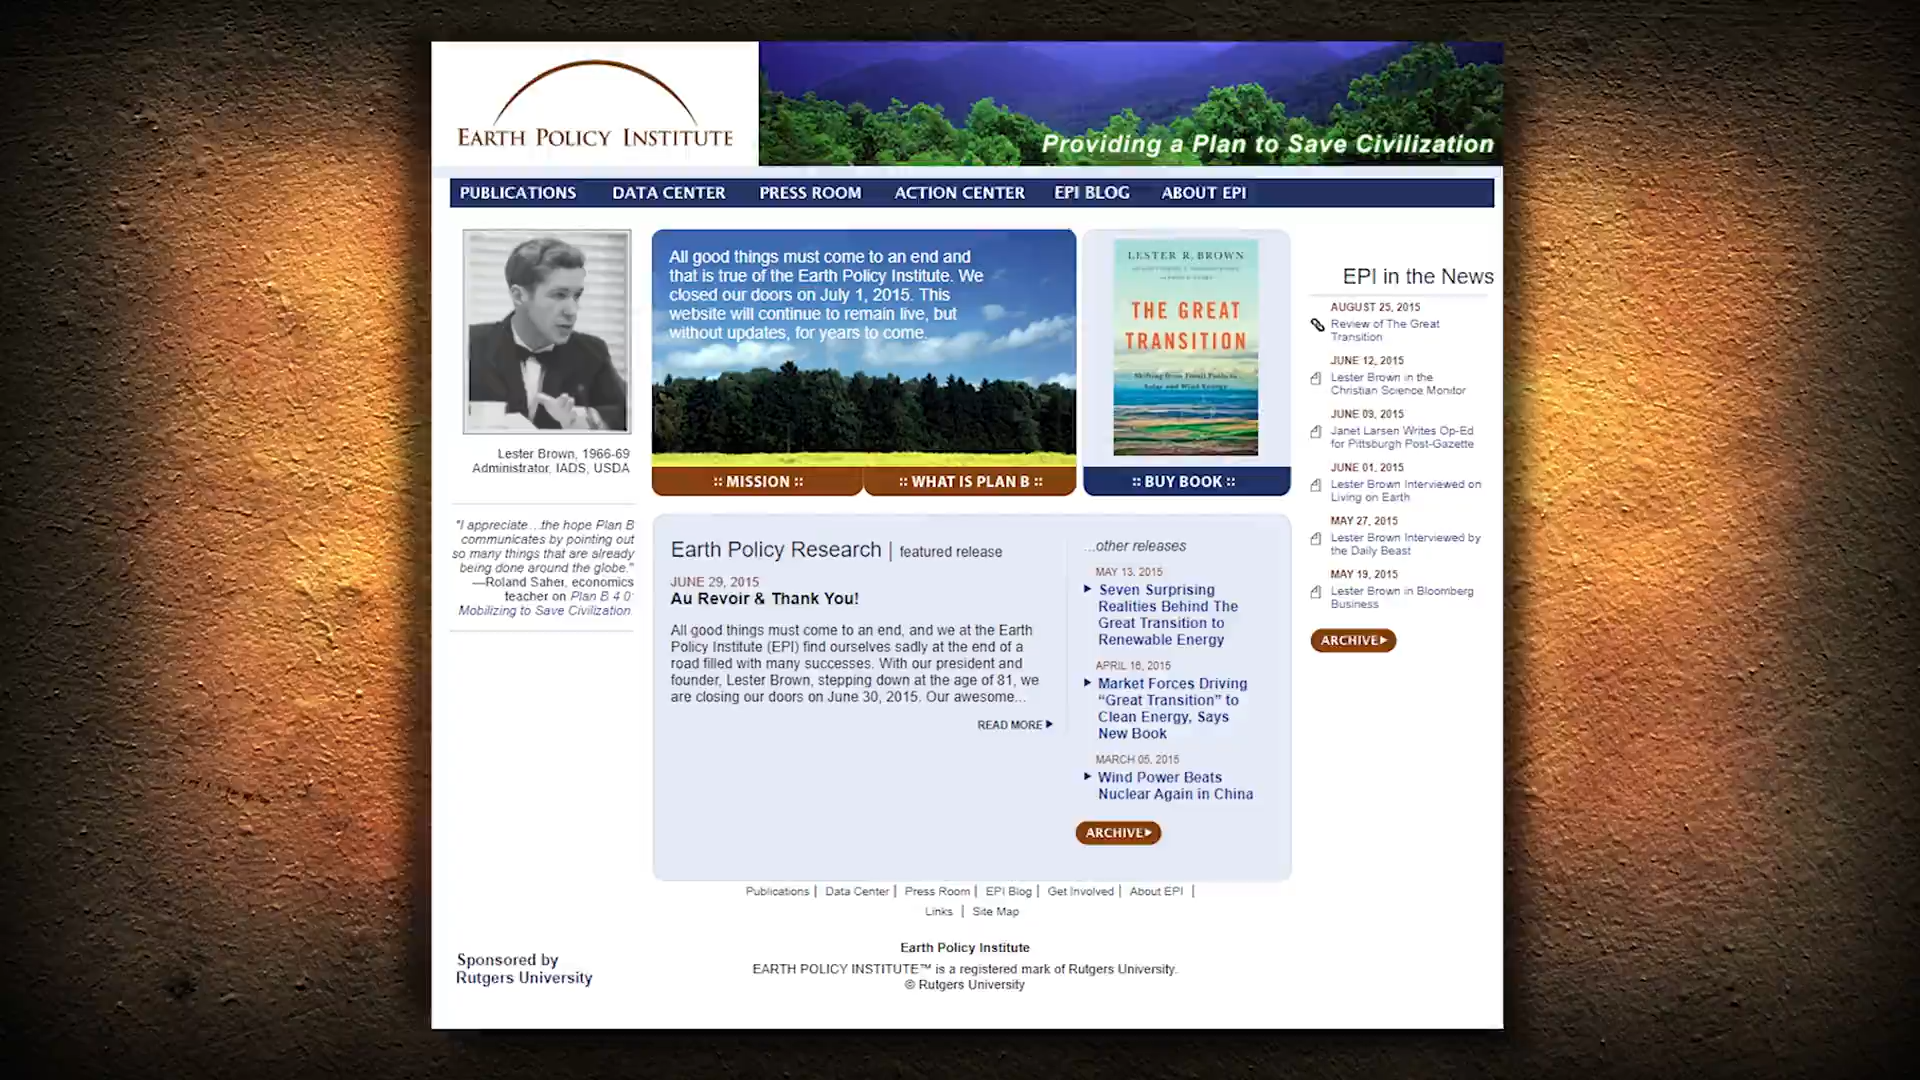 EARTH POLICY INSTITUTE
Providing a Plan to Save Civilization
PUBLICATIONS DATA CENTER PRESS ROOM ACTION CENTER EPI BLOG ABOUT EPI
Lester Brown, 1966-69
Administrator, IADS, USDA
"I appreciate...the hope Plan B
communicates by pointing out
so many things that are already
being done around the globe."
—Roland Saher, economics
teacher on Plan B 4.0:
Mobilizing to Save Civilization.
All good things must come to an end and
that is true of the Earth Policy Institute. We
closed our doors on July 1, 2015. This
website will continue to remain live, but
without updates, for years to come.
:: MISSION ::
:: WHAT IS PLAN B ::
LESTER R. BROWN
THE GREAT
TRANSITION
Shifting from Fossil Fuels to
Solar and Wind Energy
:: BUY BOOK ::
EPI in the News
AUGUST 25, 2015
Review of The Great
Transition
JUNE 12, 2015
Lester Brown in the
Christian Science Monitor
JUNE 09, 2015
Janet Larsen Writes Op-Ed
for Pittsburgh Post-Gazette
JUNE 01, 2015
Lester Brown Interviewed on
Living on Earth
MAY 27, 2015
Lester Brown Interviewed by
the Daily Beast
MAY 19, 2015
Lester Brown in Bloomberg
Business
ARCHIVE
Earth Policy Research | featured release
JUNE 29, 2015
Au Revoir & Thank You!
All good things must come to an end, and we at the Earth
Policy Institute (EPI) find ourselves sadly at the end of a
road filled with many successes. With our president and
founder, Lester Brown, stepping down at the age of 81, we
are closing our doors on June 30, 2015. Our awesome...
READ MORE
...other releases
MAY 13, 2015
Seven Surprising
Realities Behind The
Great Transition to
Renewable Energy
APRIL 16, 2015
Market Forces Driving
“Great Transition” to
Clean Energy, Says
New Book
MARCH 05, 2015
Wind Power Beats
Nuclear Again in China
ARCHIVE
Publications | Data Center | Press Room | EPI Blog | Get Involved | About EPI |
Links | Site Map
Sponsored by
Rutgers University
Earth Policy Institute
EARTH POLICY INSTITUTE™ is a registered mark of Rutgers University.
© Rutgers University